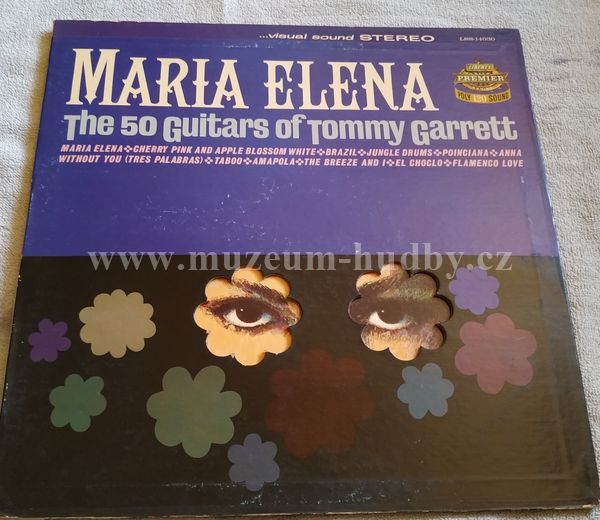 ...visual sound STEREO
LSS-14030
LIBERTY
PREMIER
POLY SOUND
MARIA ELENA
The 50 Guitars of Tommy Garrett
MARIA ELENA❖CHERRY PINK AND APPLE BLOSSOM WHITE❖BRAZIL❖JUNGLE DRUMS❖POINCIANA❖ANNA
WITHOUT YOU (TRES PALABRAS)❖TABOO❖AMAPOLA❖THE BREEZE AND I❖EL CHOCLO❖FLAMENCO LOVE
www.muzeum-hudby.cz